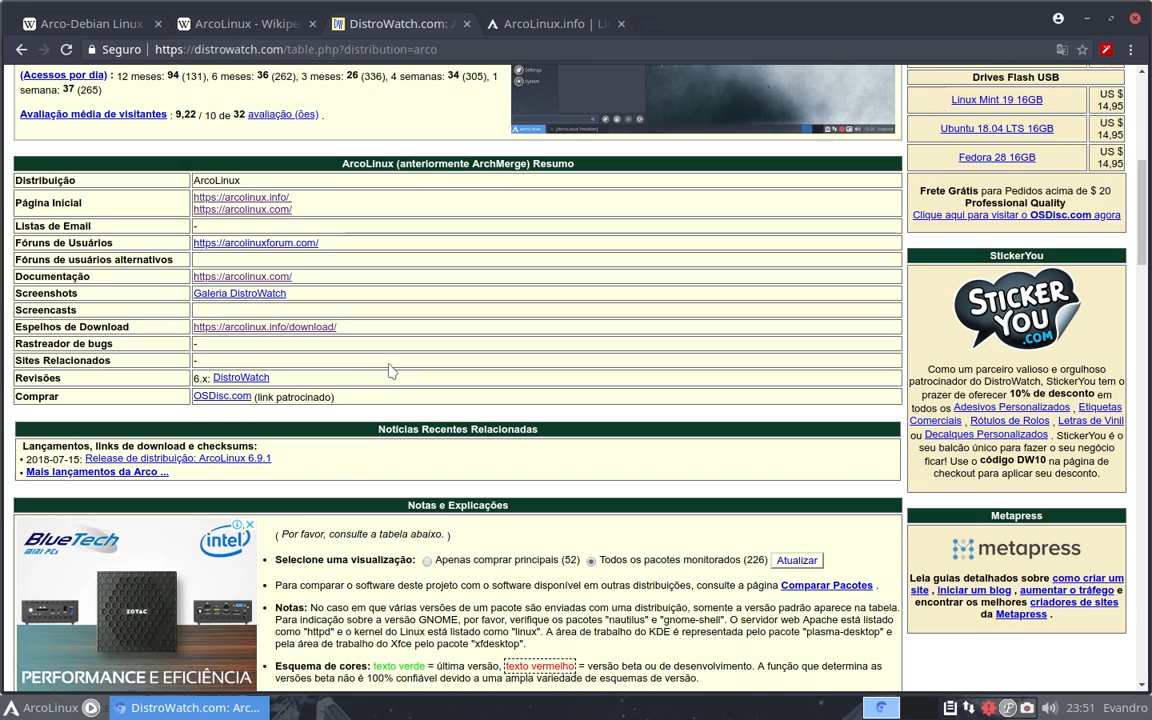 Arco-Debian Linux
ArcoLinux - Wikipe
DistroWatch.com: A
ArcoLinux.info | Li
Seguro | https://distrowatch.com/table.php?distribution=arco
(Acessos por dia) : 12 meses: 94 (131), 6 meses: 36 (262), 3 meses: 26 (336), 4 semanas: 34 (305), 1
semana: 37 (265)
Avaliação média de visitantes : 9,22 / 10 de 32 avaliação (ões) .
Settings
System
ArcoLinux (anteriormente ArchMerge) Resumo
Distribuição ArcoLinux
Página Inicial https://arcolinux.info/
https://arcolinux.com/
Listas de Email -
Fóruns de Usuários https://arcolinuxforum.com/
Fóruns de usuários alternativos
Documentação https://arcolinux.com/
Screenshots Galeria DistroWatch
Screencasts
Espelhos de Download https://arcolinux.info/download/
Rastreador de bugs -
Sites Relacionados -
Revisões 6.x: DistroWatch
Comprar OSDisc.com (link patrocinado)
Notícias Recentes Relacionadas
Lançamentos, links de download e checksums:
• 2018-07-15: Release de distribuição: ArcoLinux 6.9.1
• Mais lançamentos da Arco ...
Notas e Explicações
BLUETECH
MINI PCs
intel
ZOTAC
PERFORMANCE E EFICIÊNCIA
( Por favor, consulte a tabela abaixo. )
• Selecione uma visualização: Apenas comprar principais (52) Todos os pacotes monitorados (226) Atualizar
• Para comparar o software deste projeto com o software disponível em outras distribuições, consulte a página Comparar Pacotes .
• Notas: No caso em que várias versões de um pacote são enviadas com uma distribuição, somente a versão padrão aparece na tabela.
Para indicação sobre a versão GNOME, por favor, verifique os pacotes "nautilus" e "gnome-shell". O servidor web Apache está listado
como "httpd" e o kernel do Linux está listado como "linux". A área de trabalho do KDE é representada pelo pacote "plasma-desktop" e
pela área de trabalho do Xfce pelo pacote "xfdesktop".
• Esquema de cores: texto verde = última versão, texto vermelho = versão beta ou de desenvolvimento. A função que determina as
versões beta não é 100% confiável devido a uma ampla variedade de esquemas de versão.
Drives Flash USB
Linux Mint 19 16GB US $
14,95
Ubuntu 18.04 LTS 16GB US $
14,95
Fedora 28 16GB US $
14,95
Frete Grátis para Pedidos acima de $ 20
Professional Quality
Clique aqui para visitar o OSDisc.com agora
StickerYou
STICKER
YOU
.COM
Como um parceiro valioso e orgulhoso
patrocinador do DistroWatch, StickerYou tem o
prazer de oferecer 10% de desconto em
todos os Adesivos Personalizados , Etiquetas
Comerciais , Rótulos de Rolos , Letras de Vinil
ou Decalques Personalizados . StickerYou é o
seu balcão único para fazer o seu negócio
ficar! Use o código DW10 na página de
checkout para aplicar seu desconto.
Metapress
metapress
Leia guias detalhados sobre como criar um
site , iniciar um blog , aumentar o tráfego e
encontrar os melhores criadores de sites
da Metapress .
ArcoLinux
DistroWatch.com: Arc...
23:51
Evandro